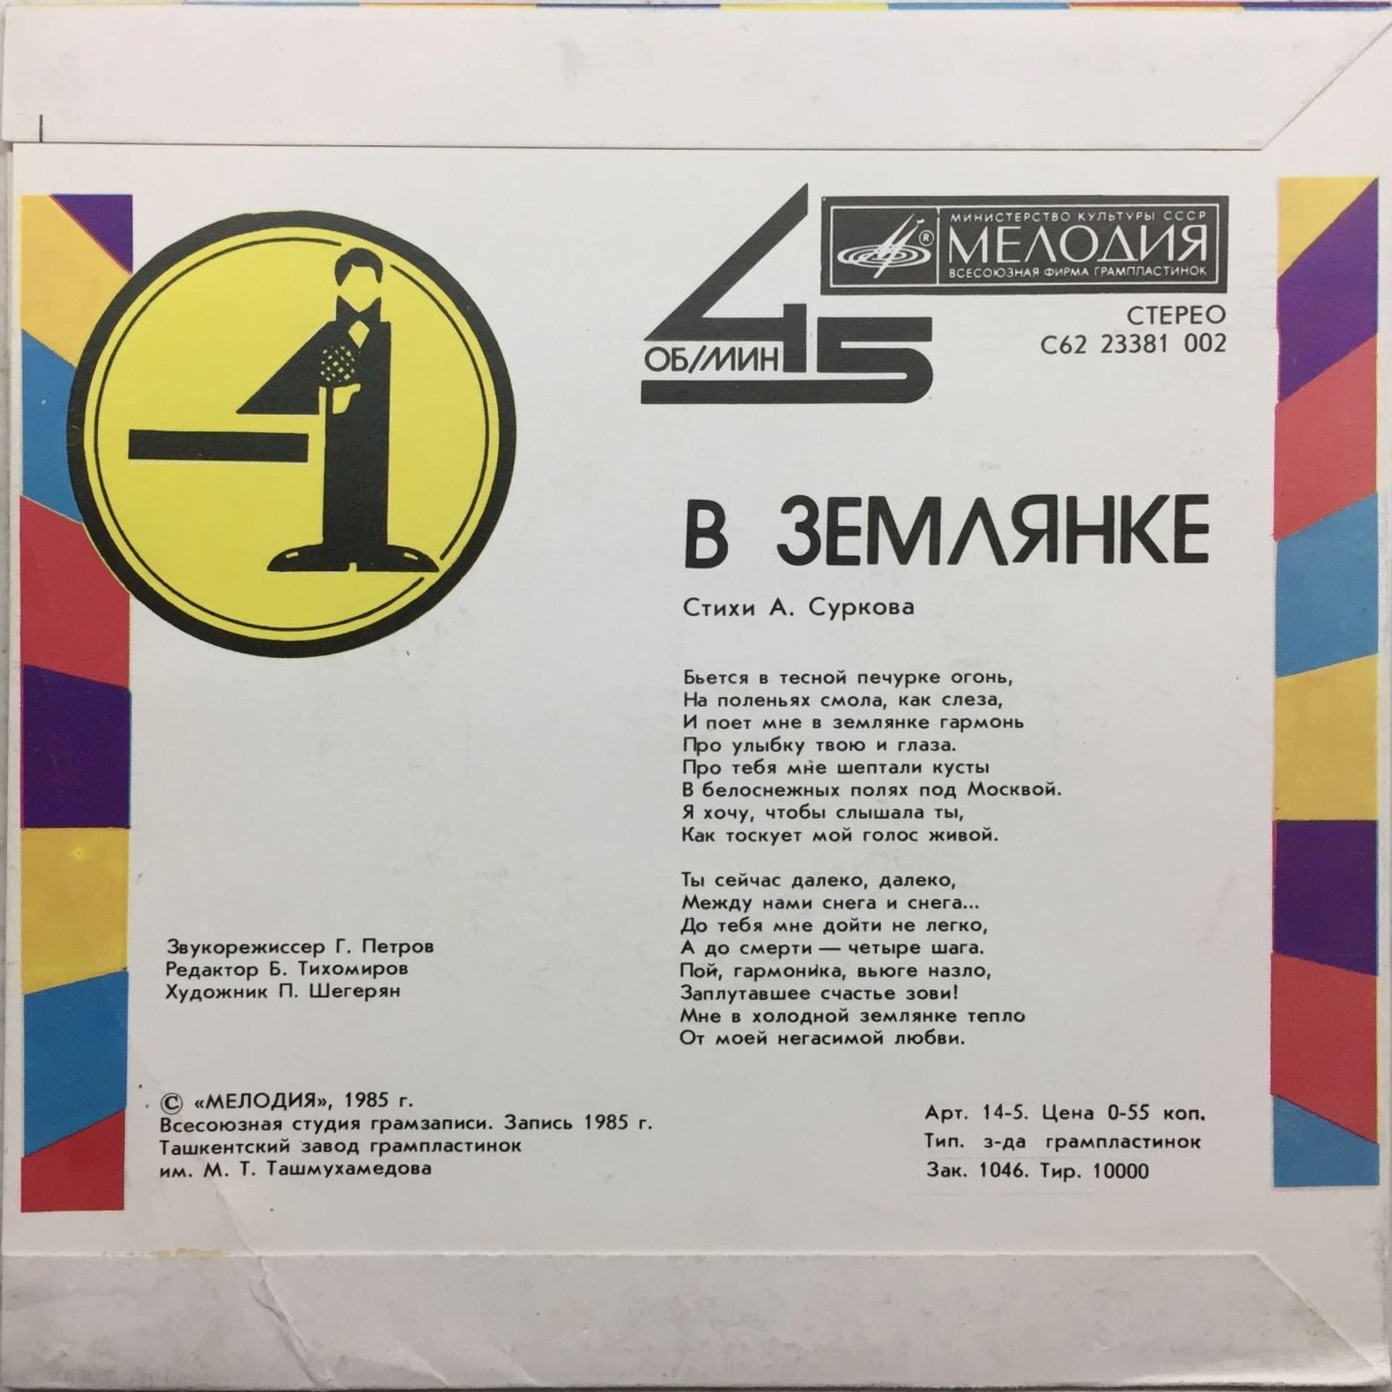 МИНИСТЕРСТВО КУЛЬТУРЫ СССР
МЕЛОДИЯ
ВСЕСОЮЗНАЯ ФИРМА ГРАМПЛАСТИНОК
45
ОБ/МИН
СТЕРЕО
С62 23381 002
-1
В ЗЕМЛЯНКЕ
Стихи А. Суркова
Бьется в тесной печурке огонь,
На поленьях смола, как слеза,
И поет мне в землянке гармонь
Про улыбку твою и глаза.
Про тебя мне шептали кусты
В белоснежных полях под Москвой.
Я хочу, чтобы слышала ты,
Как тоскует мой голос живой.
Ты сейчас далеко, далеко,
Между нами снега и снега...
До тебя мне дойти не легко,
А до смерти — четыре шага.
Пой, гармоника, вьюге назло,
Заплутавшее счастье зови!
Мне в холодной землянке тепло
От моей негасимой любви.
Звукорежиссер Г. Петров
Редактор Б. Тихомиров
Художник П. Шегерян
© «МЕЛОДИЯ», 1985 г.
Всесоюзная студия грамзаписи. Запись 1985 г.
Ташкентский завод грампластинок
им. М. Т. Ташмухамедова
Арт. 14-5. Цена 0-55 коп.
Тип. з-да грампластинок
Зак. 1046. Тир. 10000